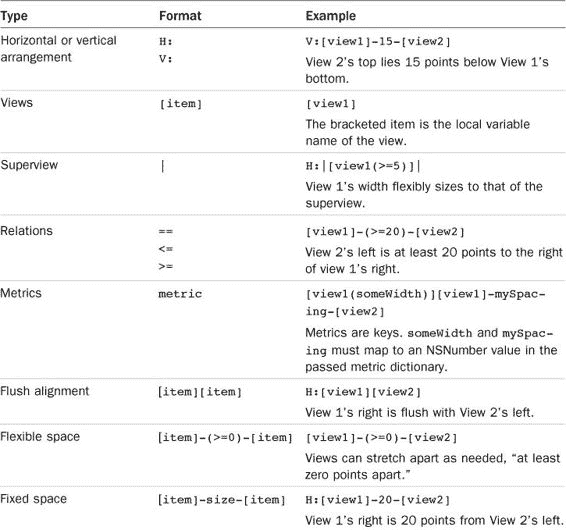 Type Format Example
Horizontal or vertical H: V:[view1]-15-[view2]
arrangement V: View 2's top lies 15 points below View 1's
bottom.
Views [item] [view1]
The bracketed item is the local variable
name of the view.
Superview | H:|[view1(>=5)]|
View 1's width flexibly sizes to that of the
superview.
Relations == [view1]-(>=20)-[view2]
<= View 2's left is at least 20 points to the right
>= of view 1's right.
Metrics metric [view1(someWidth)][view1]-mySpac-
ing-[view2]
Metrics are keys. someWidth and mySpac-
ing must map to an NSNumber value in the
passed metric dictionary.
Flush alignment [item][item] H:[view1][view2]
View 1's right is flush with View 2's left.
Flexible space [item]-(>=0)-[item] [view1]-(>=0)-[view2]
Views can stretch apart as needed, “at least
zero points apart.”
Fixed space [item]-size-[item] H:[view1]-20-[view2]
View 1's right is 20 points from View 2's left.